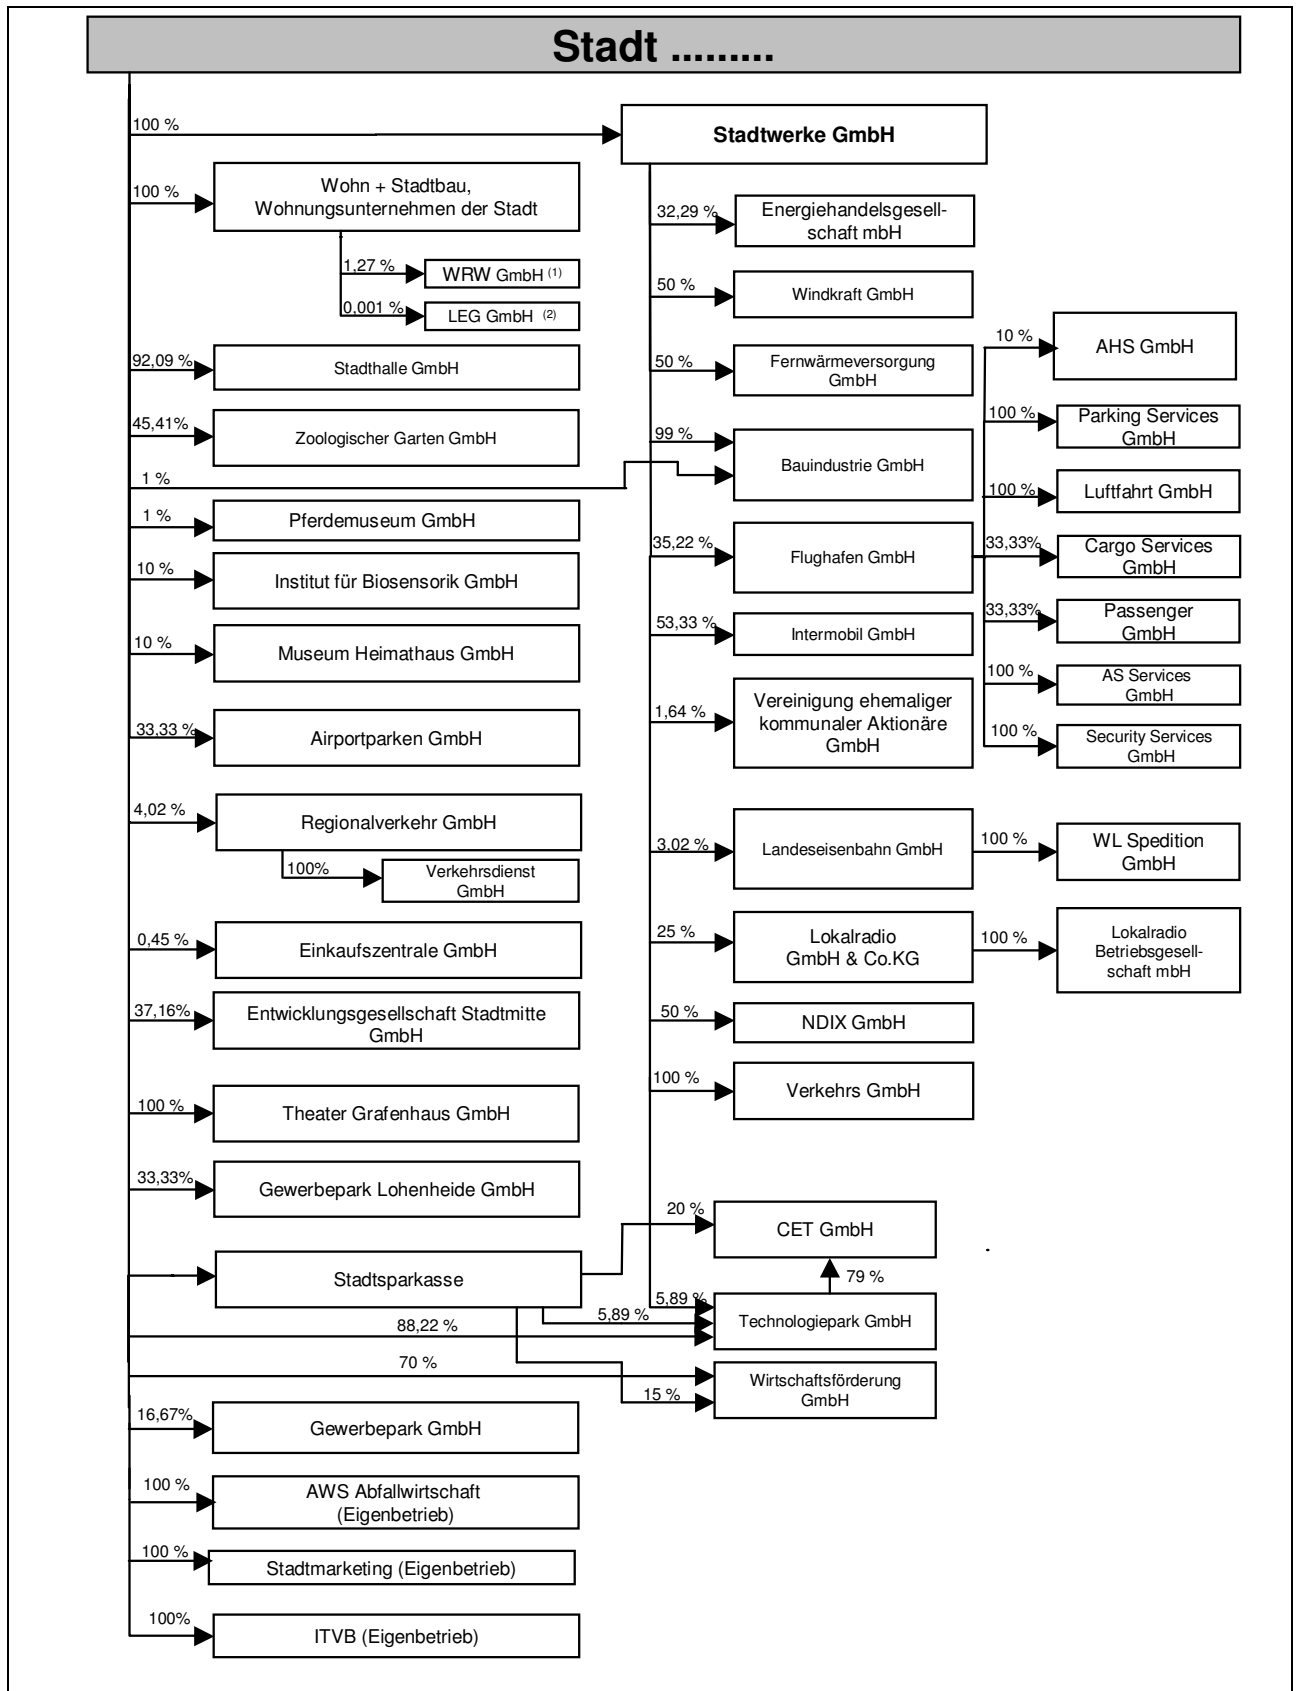 Stadt .........
100 %
Stadtwerke GmbH
100 %
Wohn + Stadtbau,
Wohnungsunternehmen der Stadt
1,27 %
WRW GmbH (1)
0,001 %
LEG GmbH (2)
92,09 %
Stadthalle GmbH
45,41%
Zoologischer Garten GmbH
1 %
1 %
Pferdemuseum GmbH
10 %
Institut für Biosensorik GmbH
10 %
Museum Heimathaus GmbH
33,33 %
Airportparken GmbH
4,02 %
Regionalverkehr GmbH
100%
Verkehrsdienst
GmbH
0,45 %
Einkaufszentrale GmbH
37,16%
Entwicklungsgesellschaft Stadtmitte
GmbH
100 %
Theater Grafenhaus GmbH
33,33%
Gewerbepark Lohenheide GmbH
Stadtsparkasse
88,22 %
70 %
16,67%
Gewerbepark GmbH
100 %
AWS Abfallwirtschaft
(Eigenbetrieb)
100 %
Stadtmarketing (Eigenbetrieb)
100%
ITVB (Eigenbetrieb)
32,29 %
Energiehandelsgesell-
schaft mbH
50 %
Windkraft GmbH
50 %
Fernwärmeversorgung
GmbH
99 %
Bauindustrie GmbH
35,22 %
Flughafen GmbH
53,33 %
Intermobil GmbH
1,64 %
Vereinigung ehemaliger
kommunaler Aktionäre
GmbH
3,02 %
Landeseisenbahn GmbH
100 %
WL Spedition
GmbH
25 %
Lokalradio
GmbH & Co.KG
100 %
Lokalradio
Betriebsgesell-
schaft mbH
50 %
NDIX GmbH
100 %
Verkehrs GmbH
20 %
CET GmbH
79 %
5,89 %
5,89 %
Technologiepark GmbH
Wirtschaftsförderung
GmbH
15 %
10 %
AHS GmbH
100 %
Parking Services
GmbH
100 %
Luftfahrt GmbH
33,33%
Cargo Services
GmbH
33,33%
Passenger
GmbH
100 %
AS Services
GmbH
100 %
Security Services
GmbH